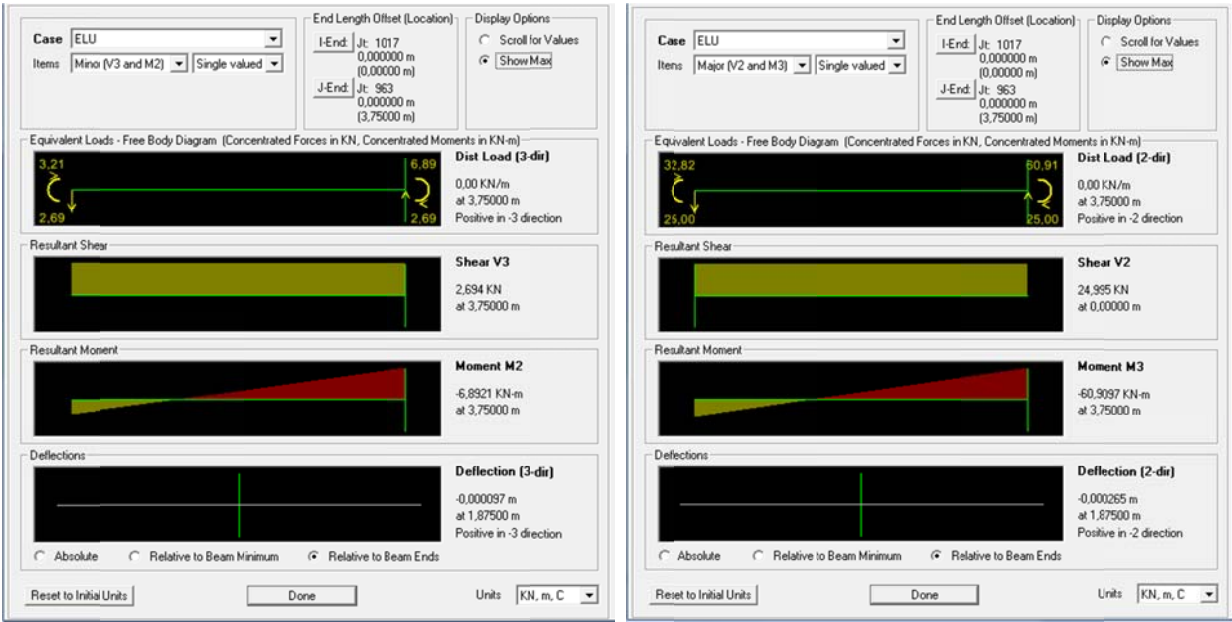 End Length Offset (Location)
Display Options
Case ELU
Items Mino (V3 and M2) Single valued
I-End: Jt: 1017
0,000000 m
(0,00000 m)
J-End: Jt: 963
0,000000 m
(3,75000 m)
Scroll for Values
Show Max
Equivalent Loads - Free Body Diagram (Concentrated Forces in KN, Concentrated Moments in KN-m)
3,21
6,89
2,69
2,69
Dist Load (3-dir)
0,00 KN/m
at 3,75000 m
Positive in -3 direction
Resultant Shear
Shear V3
2,694 KN
at 3,75000 m
Resultant Moment
Moment M2
-6,8921 KN-m
at 3,75000 m
Deflections
Deflection (3-dir)
-0,000097 m
at 1,87500 m
Positive in -3 direction
Absolute Relative to Beam Minimum Relative to Beam Ends
Reset to Initial Units Done Units KN, m, C
End Length Offset (Location)
Display Options
Case ELU
Items Major (V2 and M3) Single valued
I-End: Jt: 1017
0,000000 m
(0,00000 m)
J-End: Jt: 963
0,000000 m
(3,75000 m)
Scroll for Values
Show Max
Equivalent Loads - Free Body Diagram (Concentrated Forces in KN, Concentrated Moments in KN-m)
32,82
60,91
25,00
25,00
Dist Load (2-dir)
0,00 KN/m
at 3,75000 m
Positive in -2 direction
Resultant Shear
Shear V2
24,995 KN
at 0,00000 m
Resultant Moment
Moment M3
-60,9097 KN-m
at 3,75000 m
Deflections
Deflection (2-dir)
-0,000265 m
at 1,87500 m
Positive in -2 direction
Absolute Relative to Beam Minimum Relative to Beam Ends
Reset to Initial Units Done Units KN, m, C